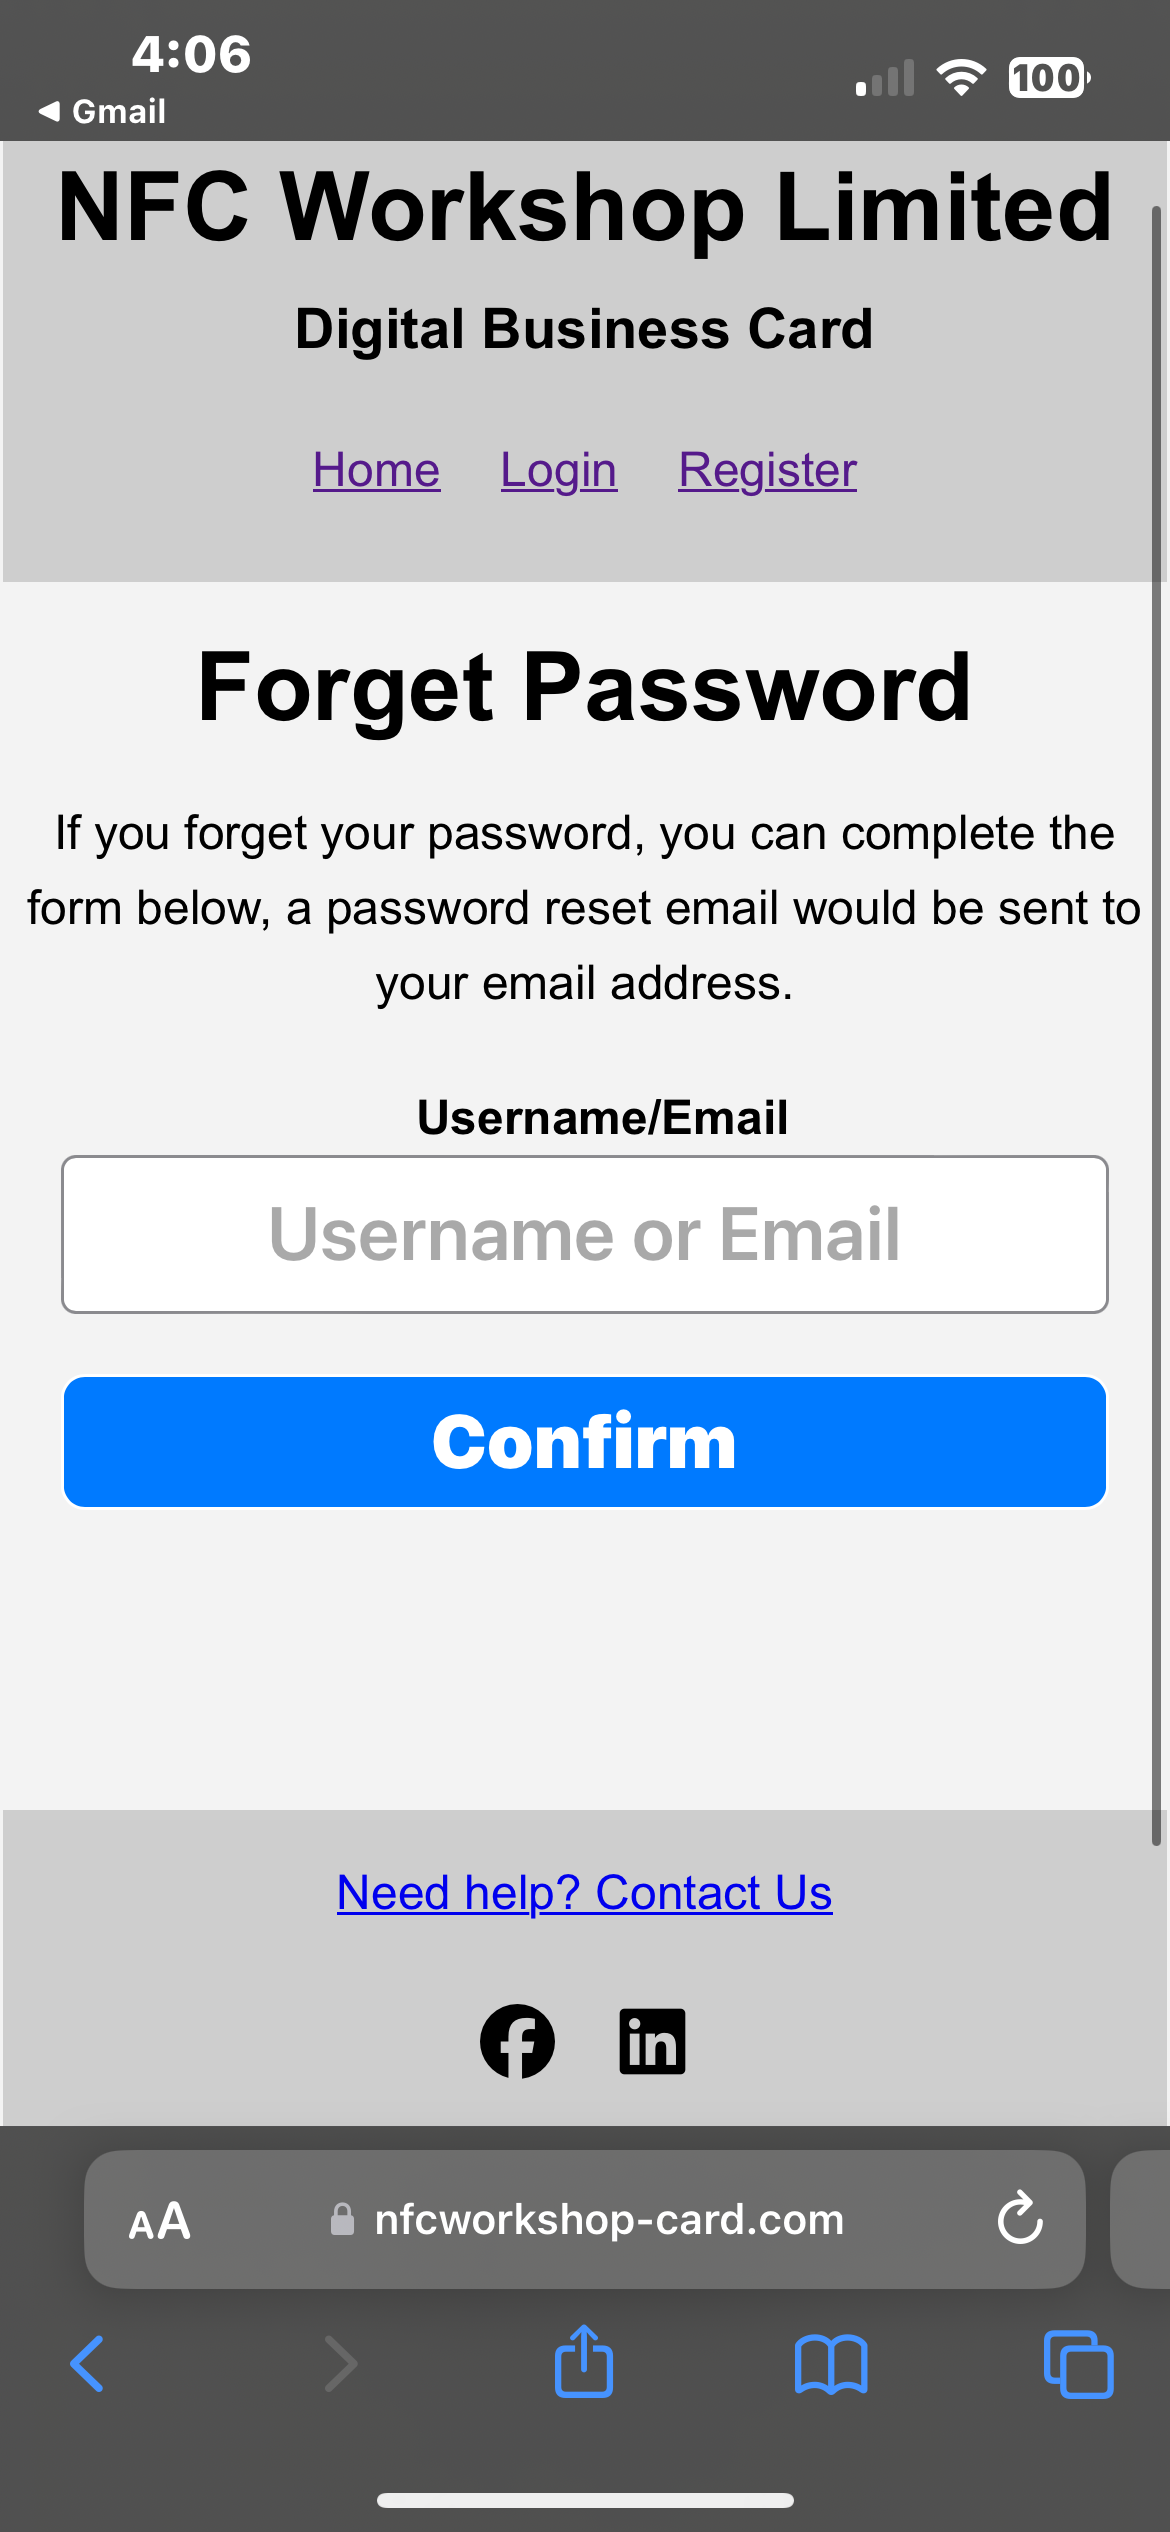 4:06
100
◀ Gmail
NFC Workshop Limited
Digital Business Card
Home Login Register
Forget Password
If you forget your password, you can complete the
form below, a password reset email would be sent to
your email address.
Username/Email
Username or Email
Confirm
Need help? Contact Us
in
AA nfcworkshop-card.com